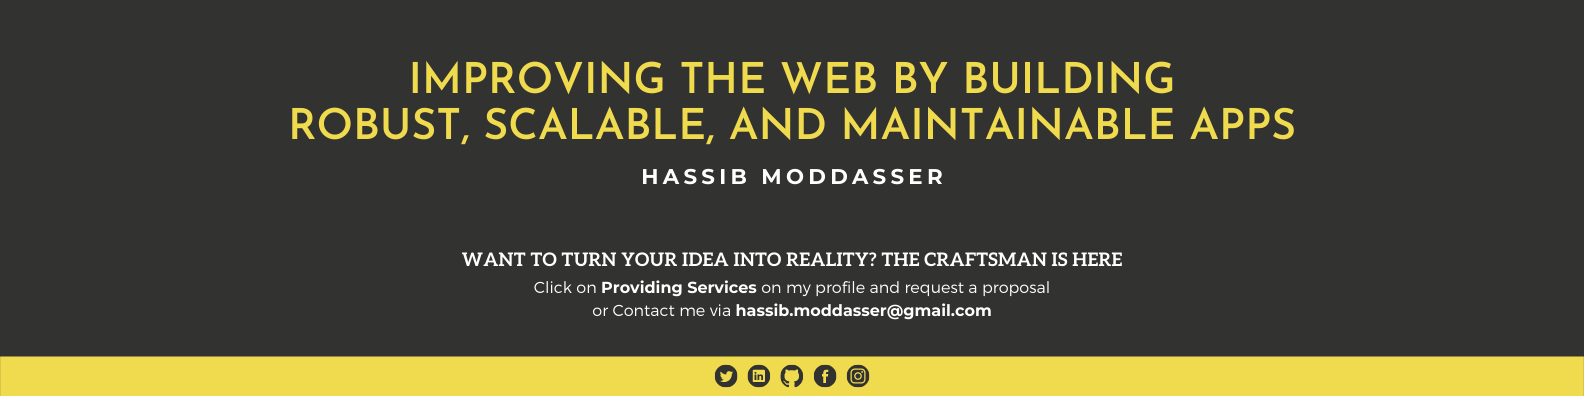 IMPROVING THE WEB BY BUILDING
ROBUST, SCALABLE, AND MAINTAINABLE APPS
HASSIB MODDASSER
WANT TO TURN YOUR IDEA INTO REALITY? THE CRAFTSMAN IS HERE
Click on Providing Services on my profile and request a proposal
or Contact me via hassib.moddasser@gmail.com